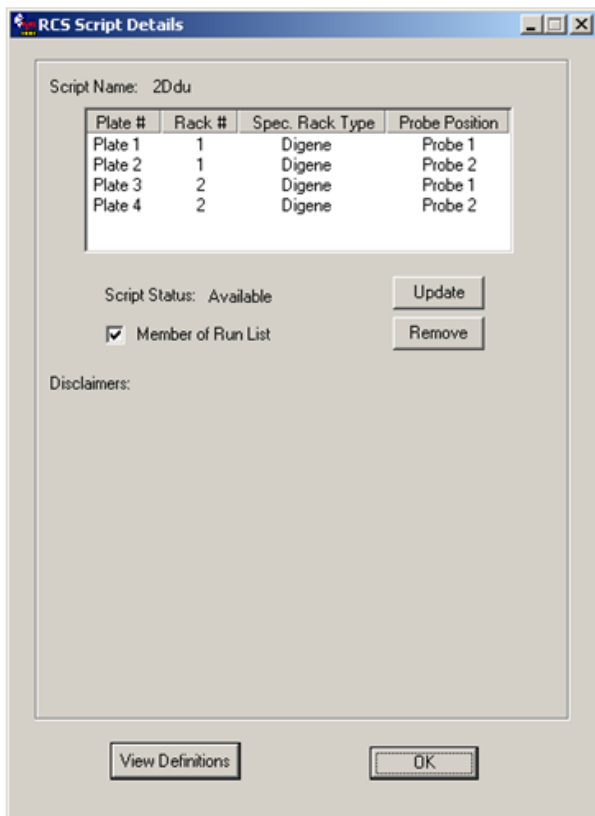 RCS Script Details
Script Name: 2Ddu
Plate # Rack # Spec. Rack Type Probe Position
Plate 1 1 Digene Probe 1
Plate 2 1 Digene Probe 2
Plate 3 2 Digene Probe 1
Plate 4 2 Digene Probe 2
Script Status: Available Update
Member of Run List Remove
Disclaimers:
View Definitions OK